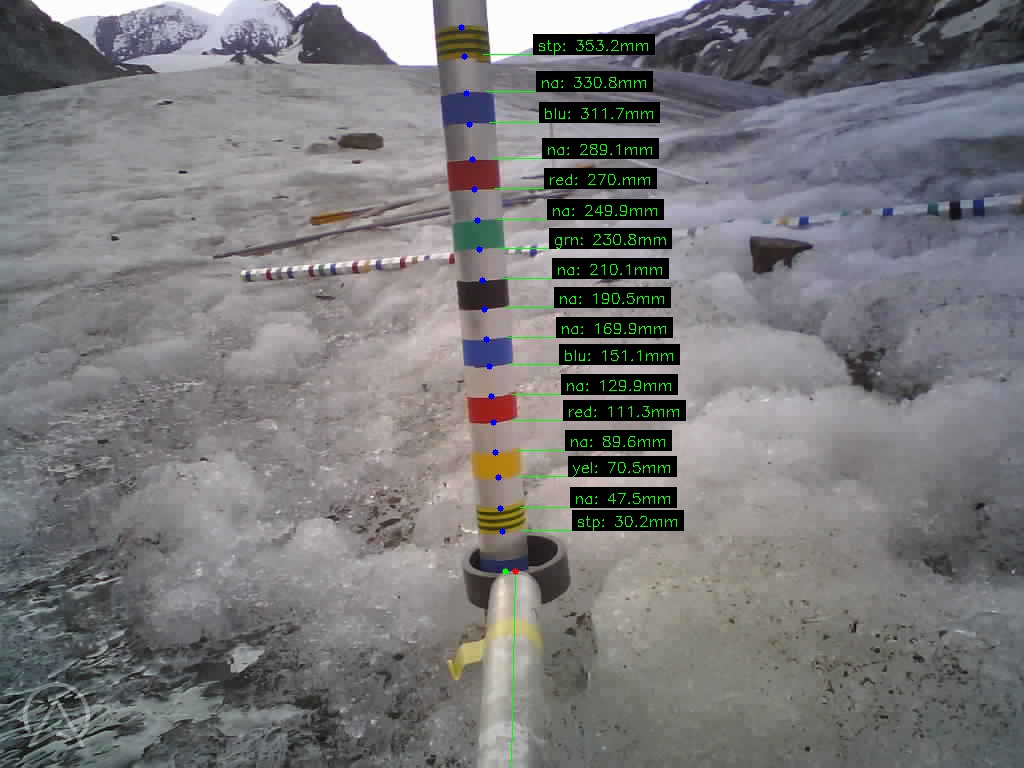 stp: 353.2mm
na: 330.8mm
blu: 311.7mm
na: 289.1mm
red: 270.mm
na: 249.9mm
grn: 230.8mm
na: 210.1mm
na: 190.5mm
na: 169.9mm
blu: 151.1mm
na: 129.9mm
red: 111.3mm
na: 89.6mm
yel: 70.5mm
na: 47.5mm
stp: 30.2mm